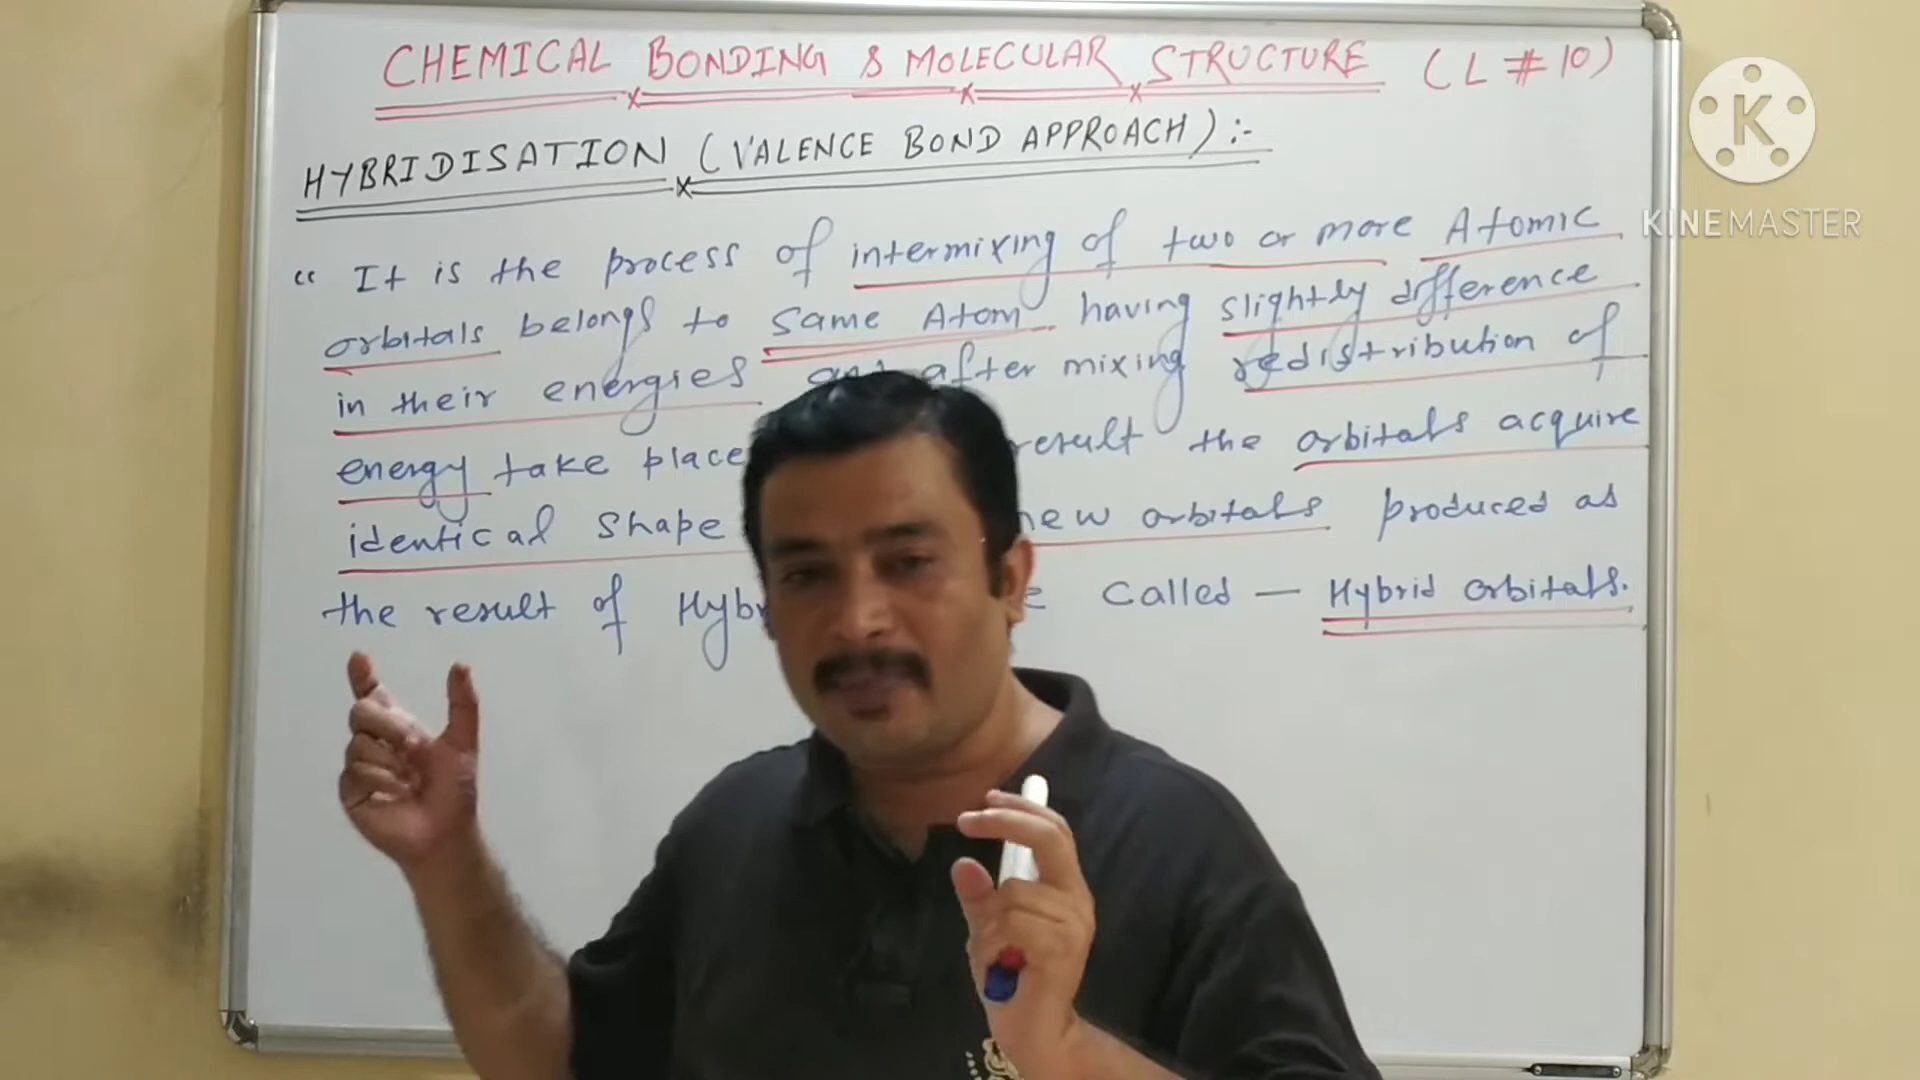 CHEMICAL BONDING & MOLECULAR STRUCTURE (L # 10)
HYBRIDISATION (VALENCE BOND APPROACH) :-
“ It is the process of intermixing of two or more Atomic
orbitals belongs to same Atom having slightly difference
in their energies and after mixing redistribution of
energy take place result the orbitals acquire
identical shape new orbitals produced as
the result of Called — Hybrid orbitals.
K
KINEMASTER